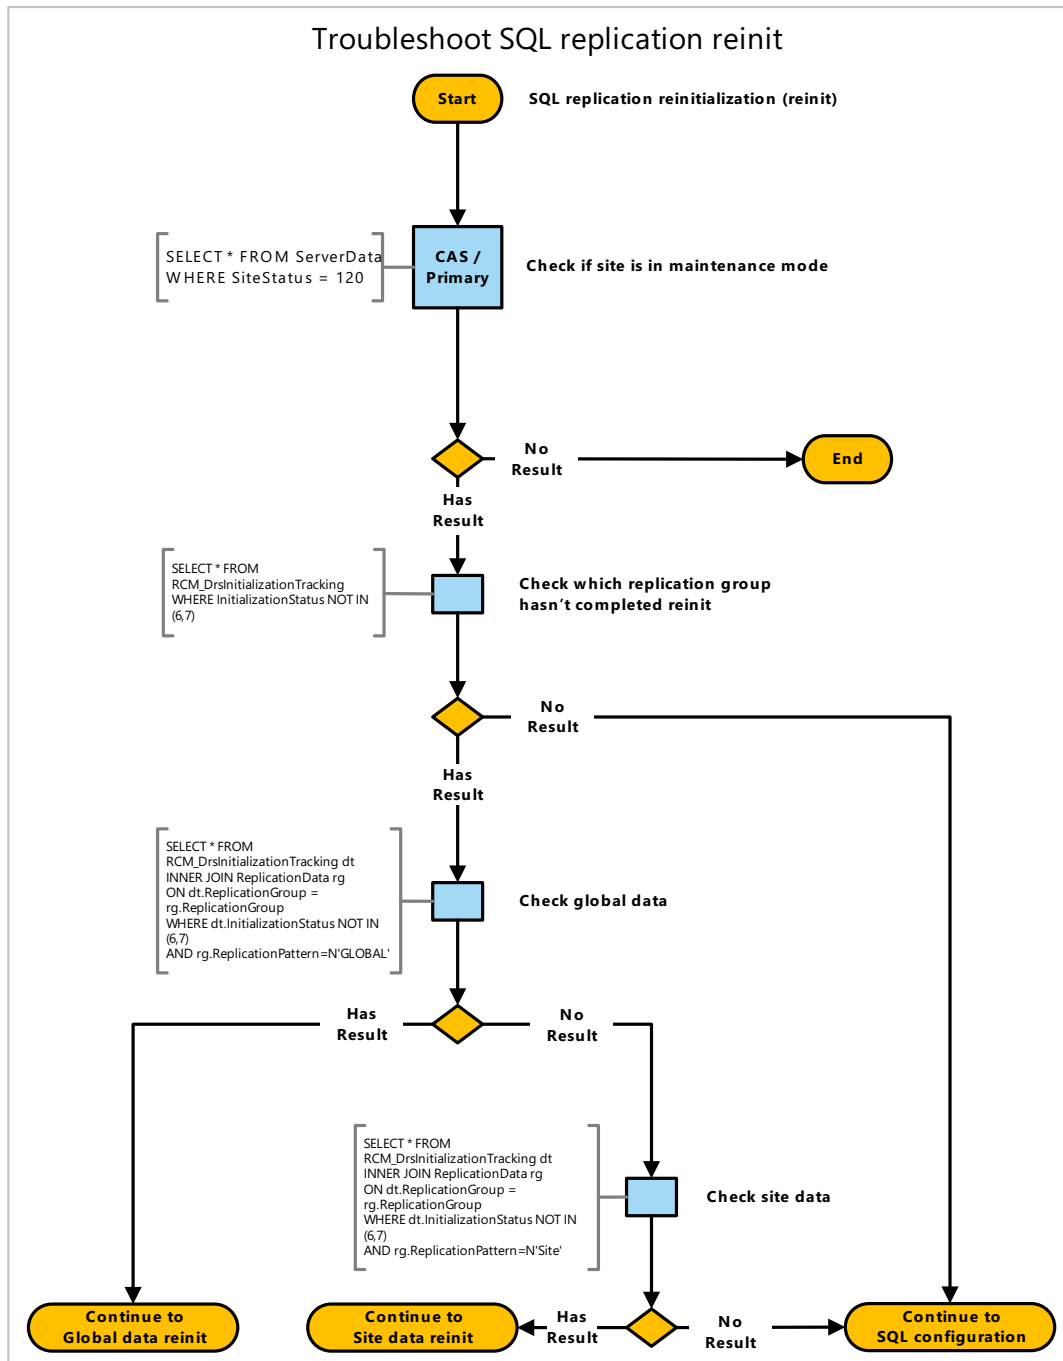 Troubleshoot SQL replication reinit
Start
SQL replication reinitialization (reinit)
SELECT * FROM ServerData
WHERE SiteStatus = 120
CAS /
Primary
Check if site is in maintenance mode
No
Result
End
Has
Result
SELECT * FROM
RCM_DrsInitializationTracking
WHERE InitializationStatus NOT IN
(6,7)
Check which replication group
hasn't completed reinit
No
Result
Has
Result
SELECT * FROM
RCM_DrsInitializationTracking dt
INNER JOIN ReplicationData rg
ON dt.ReplicationGroup =
rg.ReplicationGroup
WHERE dt.InitializationStatus NOT IN
(6,7)
AND rg.ReplicationPattern=N'GLOBAL'
Check global data
Has
Result
No
Result
SELECT * FROM
RCM_DrsInitializationTracking dt
INNER JOIN ReplicationData rg
ON dt.ReplicationGroup =
rg.ReplicationGroup
WHERE dt.InitializationStatus NOT IN
(6,7)
AND rg.ReplicationPattern=N'Site'
Check site data
Continue to
Global data reinit
Continue to
Site data reinit
Has
Result
No
Result
Continue to
SQL configuration